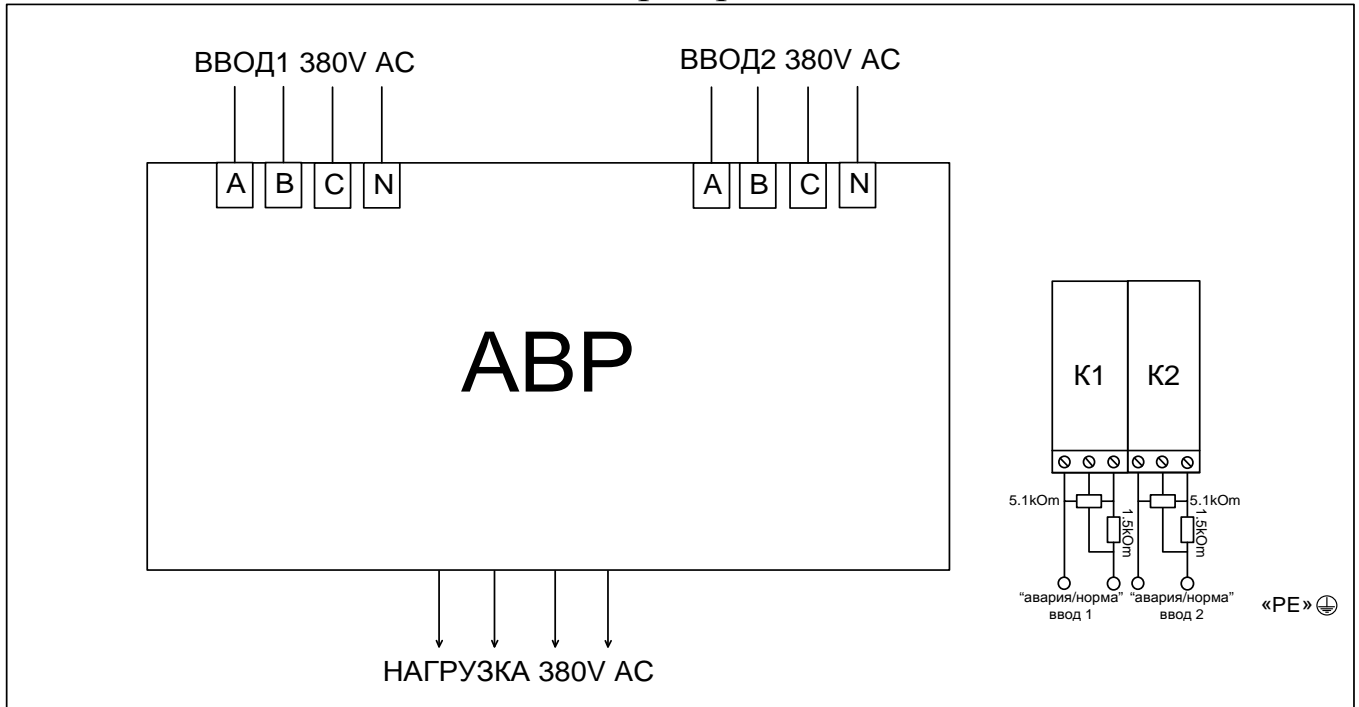 ВВОД1 380V AC
ВВОД2 380V AC
A B C N
A B C N
АВР
К1 К2
5.1kOm
5.1kOm
1.5kOm
1.5kOm
"авария/норма"
ввод 1
"авария/норма"
ввод 2
«PE»
НАГРУЗКА 380V AC